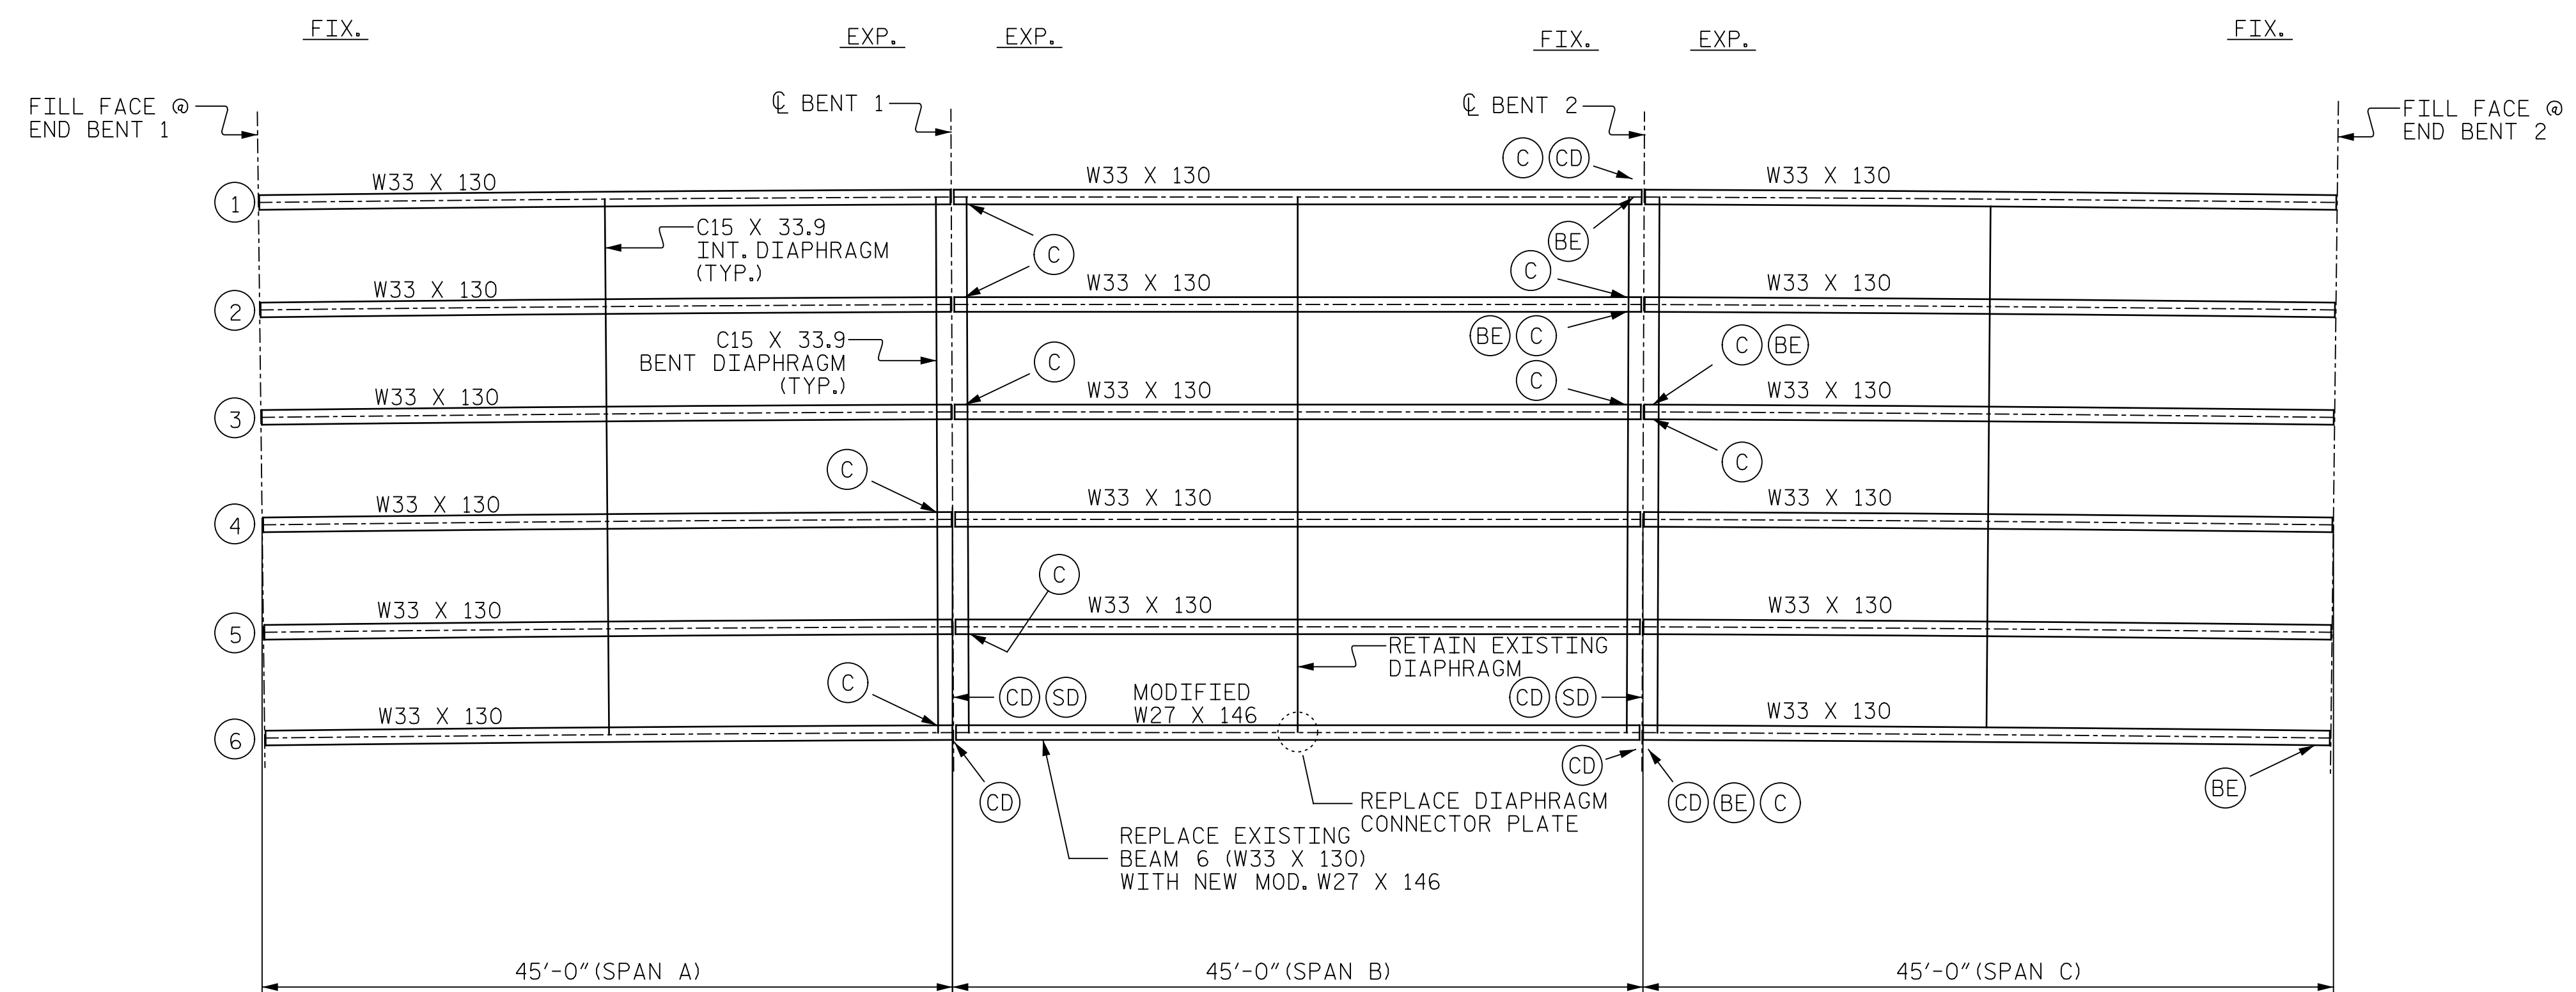 FIX.
EXP.
EXP.
FIX.
EXP.
FIX.
FILL FACE @
END BENT 1
℄ BENT 1
℄ BENT 2
FILL FACE @
END BENT 2
C CD
1
W33 X 130
W33 X 130
W33 X 130
C15 X 33.9
INT. DIAPHRAGM
(TYP.)
C
BE
C
2
W33 X 130
W33 X 130
W33 X 130
C15 X 33.9
BENT DIAPHRAGM
(TYP.)
C
BE C
C
C BE
3
W33 X 130
W33 X 130
W33 X 130
C
C
4
W33 X 130
W33 X 130
W33 X 130
C
5
W33 X 130
W33 X 130
W33 X 130
RETAIN EXISTING
DIAPHRAGM
C
CD SD
MODIFIED
W27 X 146
CD SD
6
W33 X 130
W33 X 130
CD
CD
CD BE C
BE
REPLACE DIAPHRAGM
CONNECTOR PLATE
REPLACE EXISTING
BEAM 6 (W33 X 130)
WITH NEW MOD. W27 X 146
45'-0" (SPAN A)
45'-0" (SPAN B)
45'-0" (SPAN C)